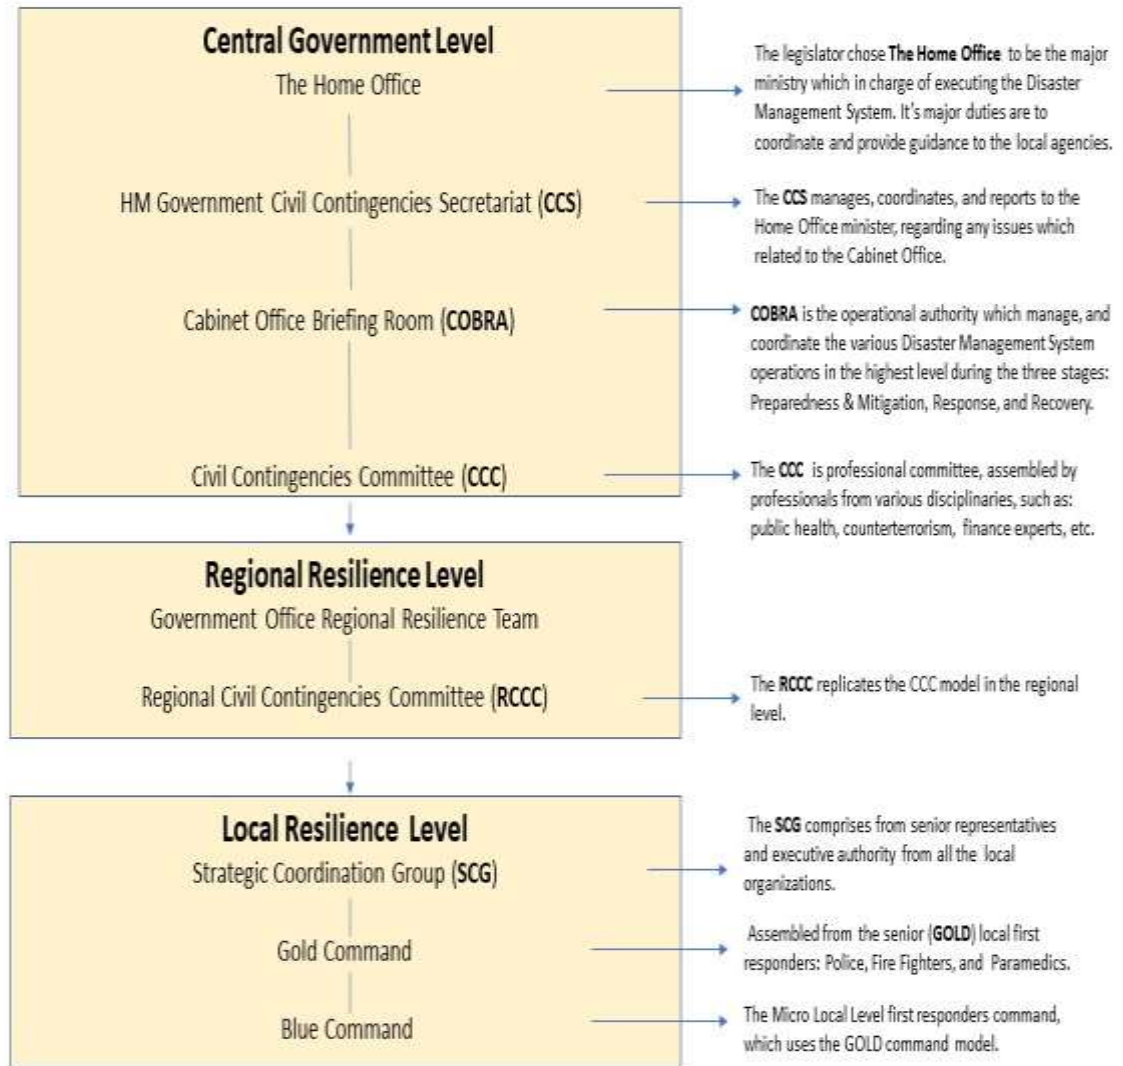 Central Government Level
The Home Office
The legislator chose The Home Office to be the major
ministry which in charge of executing the Disaster
Management System. It's major duties are to
coordinate and provide guidance to the local agencies.
HM Government Civil Contingencies Secretariat (CCS)
The CCS manages, coordinates, and reports to the
Home Office minister, regarding any issues which
related to the Cabinet Office.
Cabinet Office Briefing Room (COBRA)
COBRA is the operational authority which manage, and
coordinate the various Disaster Management System
operations in the highest level during the three stages:
Preparedness & Mitigation, Response, and Recovery.
Civil Contingencies Committee (CCC)
The CCC is professional committee, assembled by
professionals from various disciplinaries, such as:
public health, counterterrorism, finance experts, etc.
Regional Resilience Level
Government Office Regional Resilience Team
Regional Civil Contingencies Committee (RCCC)
The RCCC replicates the CCC model in the regional
level.
Local Resilience Level
Strategic Coordination Group (SCG)
The SCG comprises from senior representatives
and executive authority from all the local
organizations.
Gold Command
Assembled from the senior (GOLD) local first
responders: Police, Fire Fighters, and Paramedics.
Blue Command
The Micro Local Level first responders command,
which uses the GOLD command model.